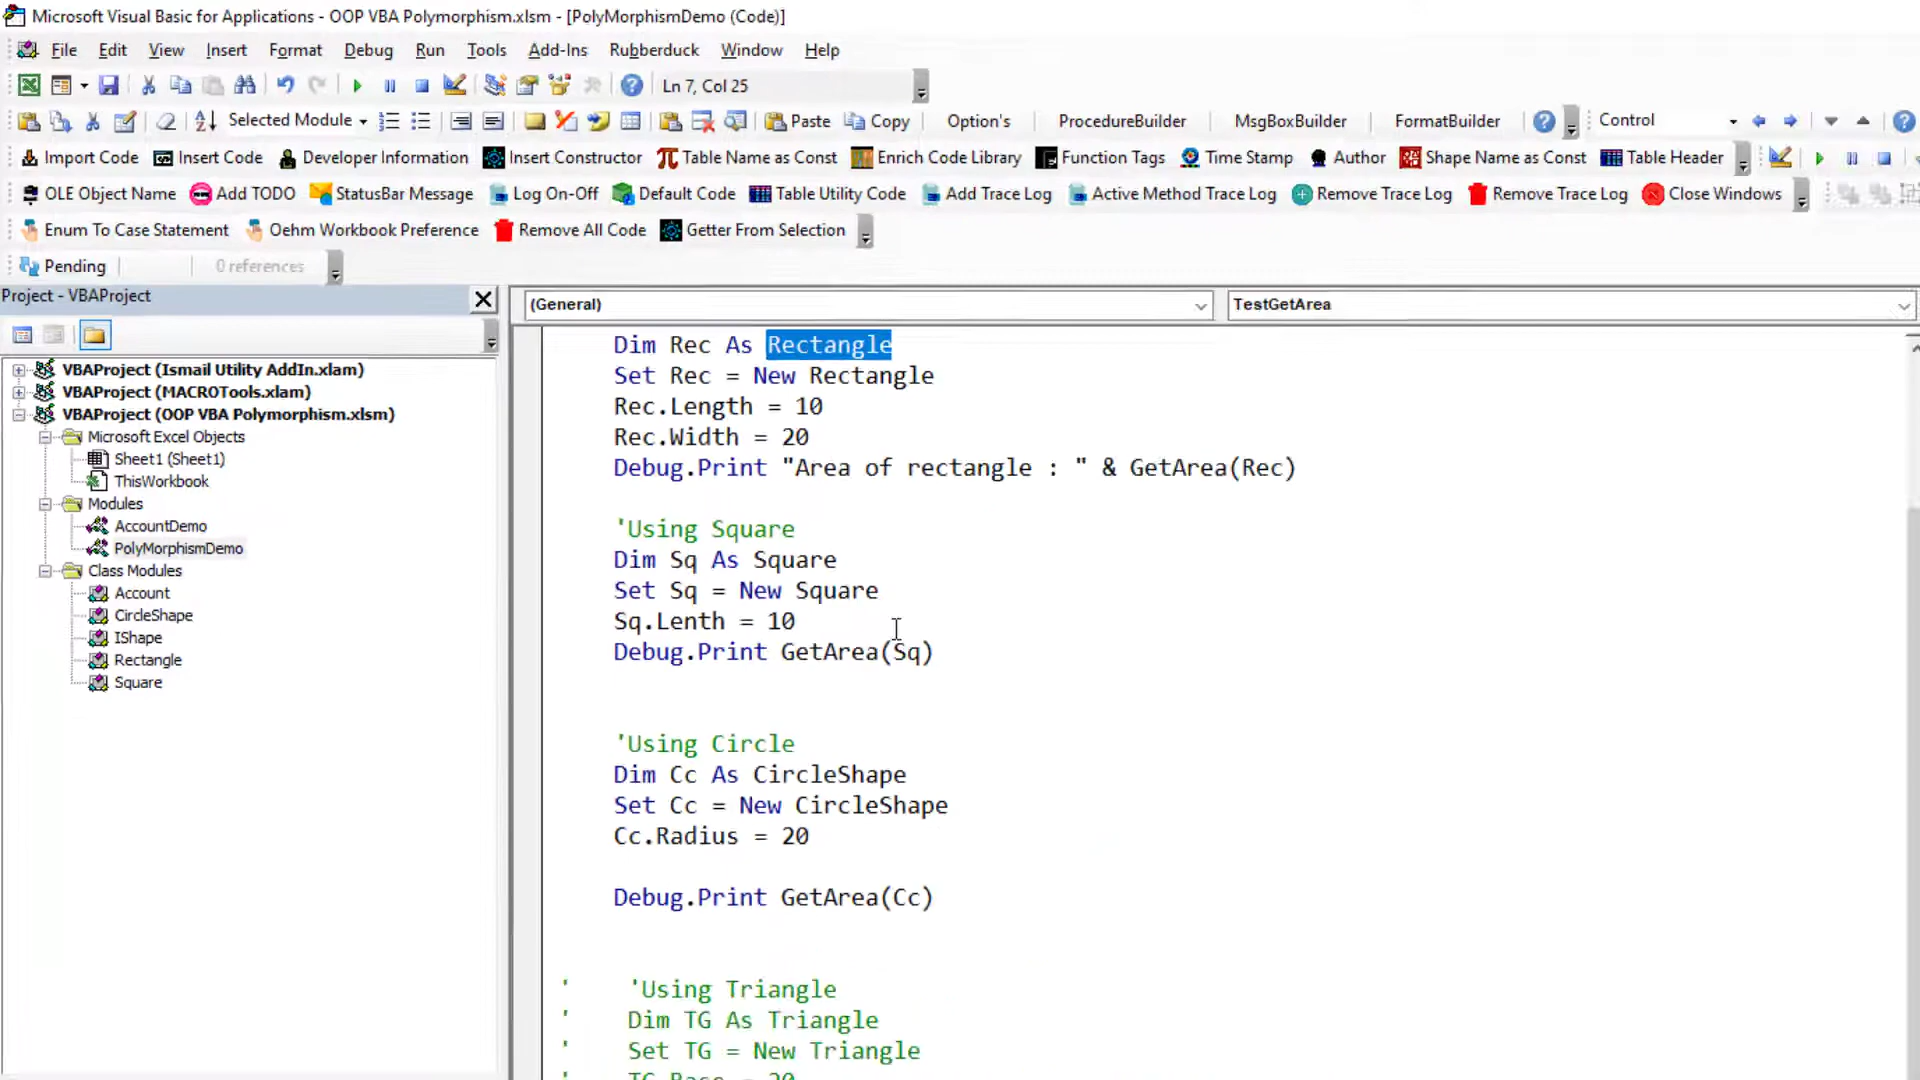 Microsoft Visual Basic for Applications - OOP VBA Polymorphism.xlsm - [PolyMorphismDemo (Code)]
File Edit View Insert Format Debug Run Tools Add-Ins Rubberduck Window Help
Ln 7, Col 25
Selected Module Paste Copy Option's ProcedureBuilder MsgBoxBuilder FormatBuilder Control
Import Code Insert Code Developer Information Insert Constructor Table Name as Const Enrich Code Library Function Tags Time Stamp Author Shape Name as Const Table Header
OLE Object Name Add TODO StatusBar Message Log On-Off Default Code Table Utility Code Add Trace Log Active Method Trace Log Remove Trace Log Remove Trace Log Close Windows
Enum To Case Statement Oehm Workbook Preference Remove All Code Getter From Selection
Pending 0 references
Project - VBAProject
VBAProject (Ismail Utility AddIn.xlam)
VBAProject (MACROTools.xlam)
VBAProject (OOP VBA Polymorphism.xlsm)
Microsoft Excel Objects
Sheet1 (Sheet1)
ThisWorkbook
Modules
AccountDemo
PolyMorphismDemo
Class Modules
Account
CircleShape
IShape
Rectangle
Square
(General) TestGetArea
Dim Rec As Rectangle
Set Rec = New Rectangle
Rec.Length = 10
Rec.Width = 20
Debug.Print "Area of rectangle : " & GetArea(Rec)
'Using Square
Dim Sq As Square
Set Sq = New Square
Sq.Lenth = 10
Debug.Print GetArea(Sq)
'Using Circle
Dim Cc As CircleShape
Set Cc = New CircleShape
Cc.Radius = 20
Debug.Print GetArea(Cc)
' 'Using Triangle
' Dim TG As Triangle
' Set TG = New Triangle
' TG.Base = 20